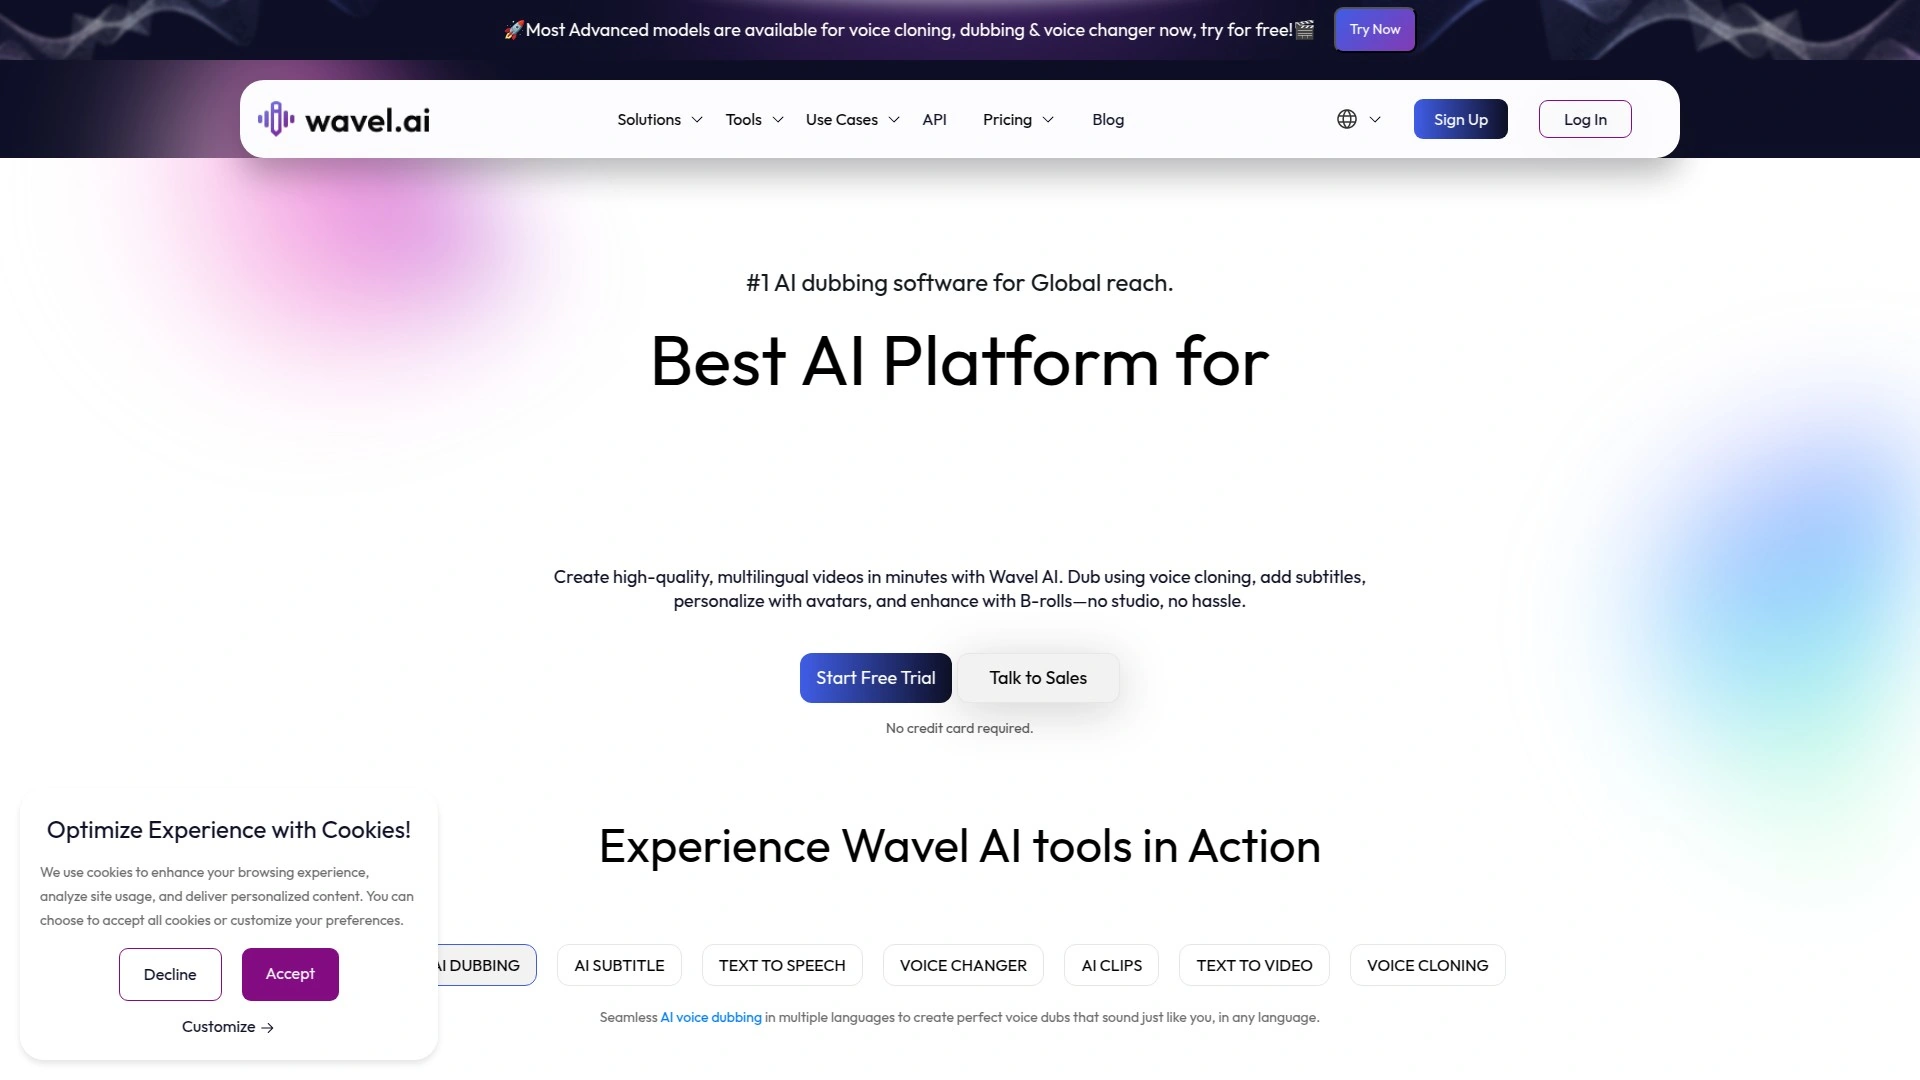 🚀Most Advanced models are available for voice cloning, dubbing & voice changer now, try for free!🎬
Try Now
wavel.ai
Solutions
Tools
Use Cases
API
Pricing
Blog
Sign Up
Log In
#1 AI dubbing software for Global reach.
Best AI Platform for
Create high-quality, multilingual videos in minutes with Wavel AI. Dub using voice cloning, add subtitles,
personalize with avatars, and enhance with B-rolls—no studio, no hassle.
Start Free Trial
Talk to Sales
No credit card required.
Experience Wavel AI tools in Action
AI DUBBING
AI SUBTITLE
TEXT TO SPEECH
VOICE CHANGER
AI CLIPS
TEXT TO VIDEO
VOICE CLONING
Seamless AI voice dubbing in multiple languages to create perfect voice dubs that sound just like you, in any language.
Optimize Experience with Cookies!
We use cookies to enhance your browsing experience,
analyze site usage, and deliver personalized content. You can
choose to accept all cookies or customize your preferences.
Decline
Accept
Customize →